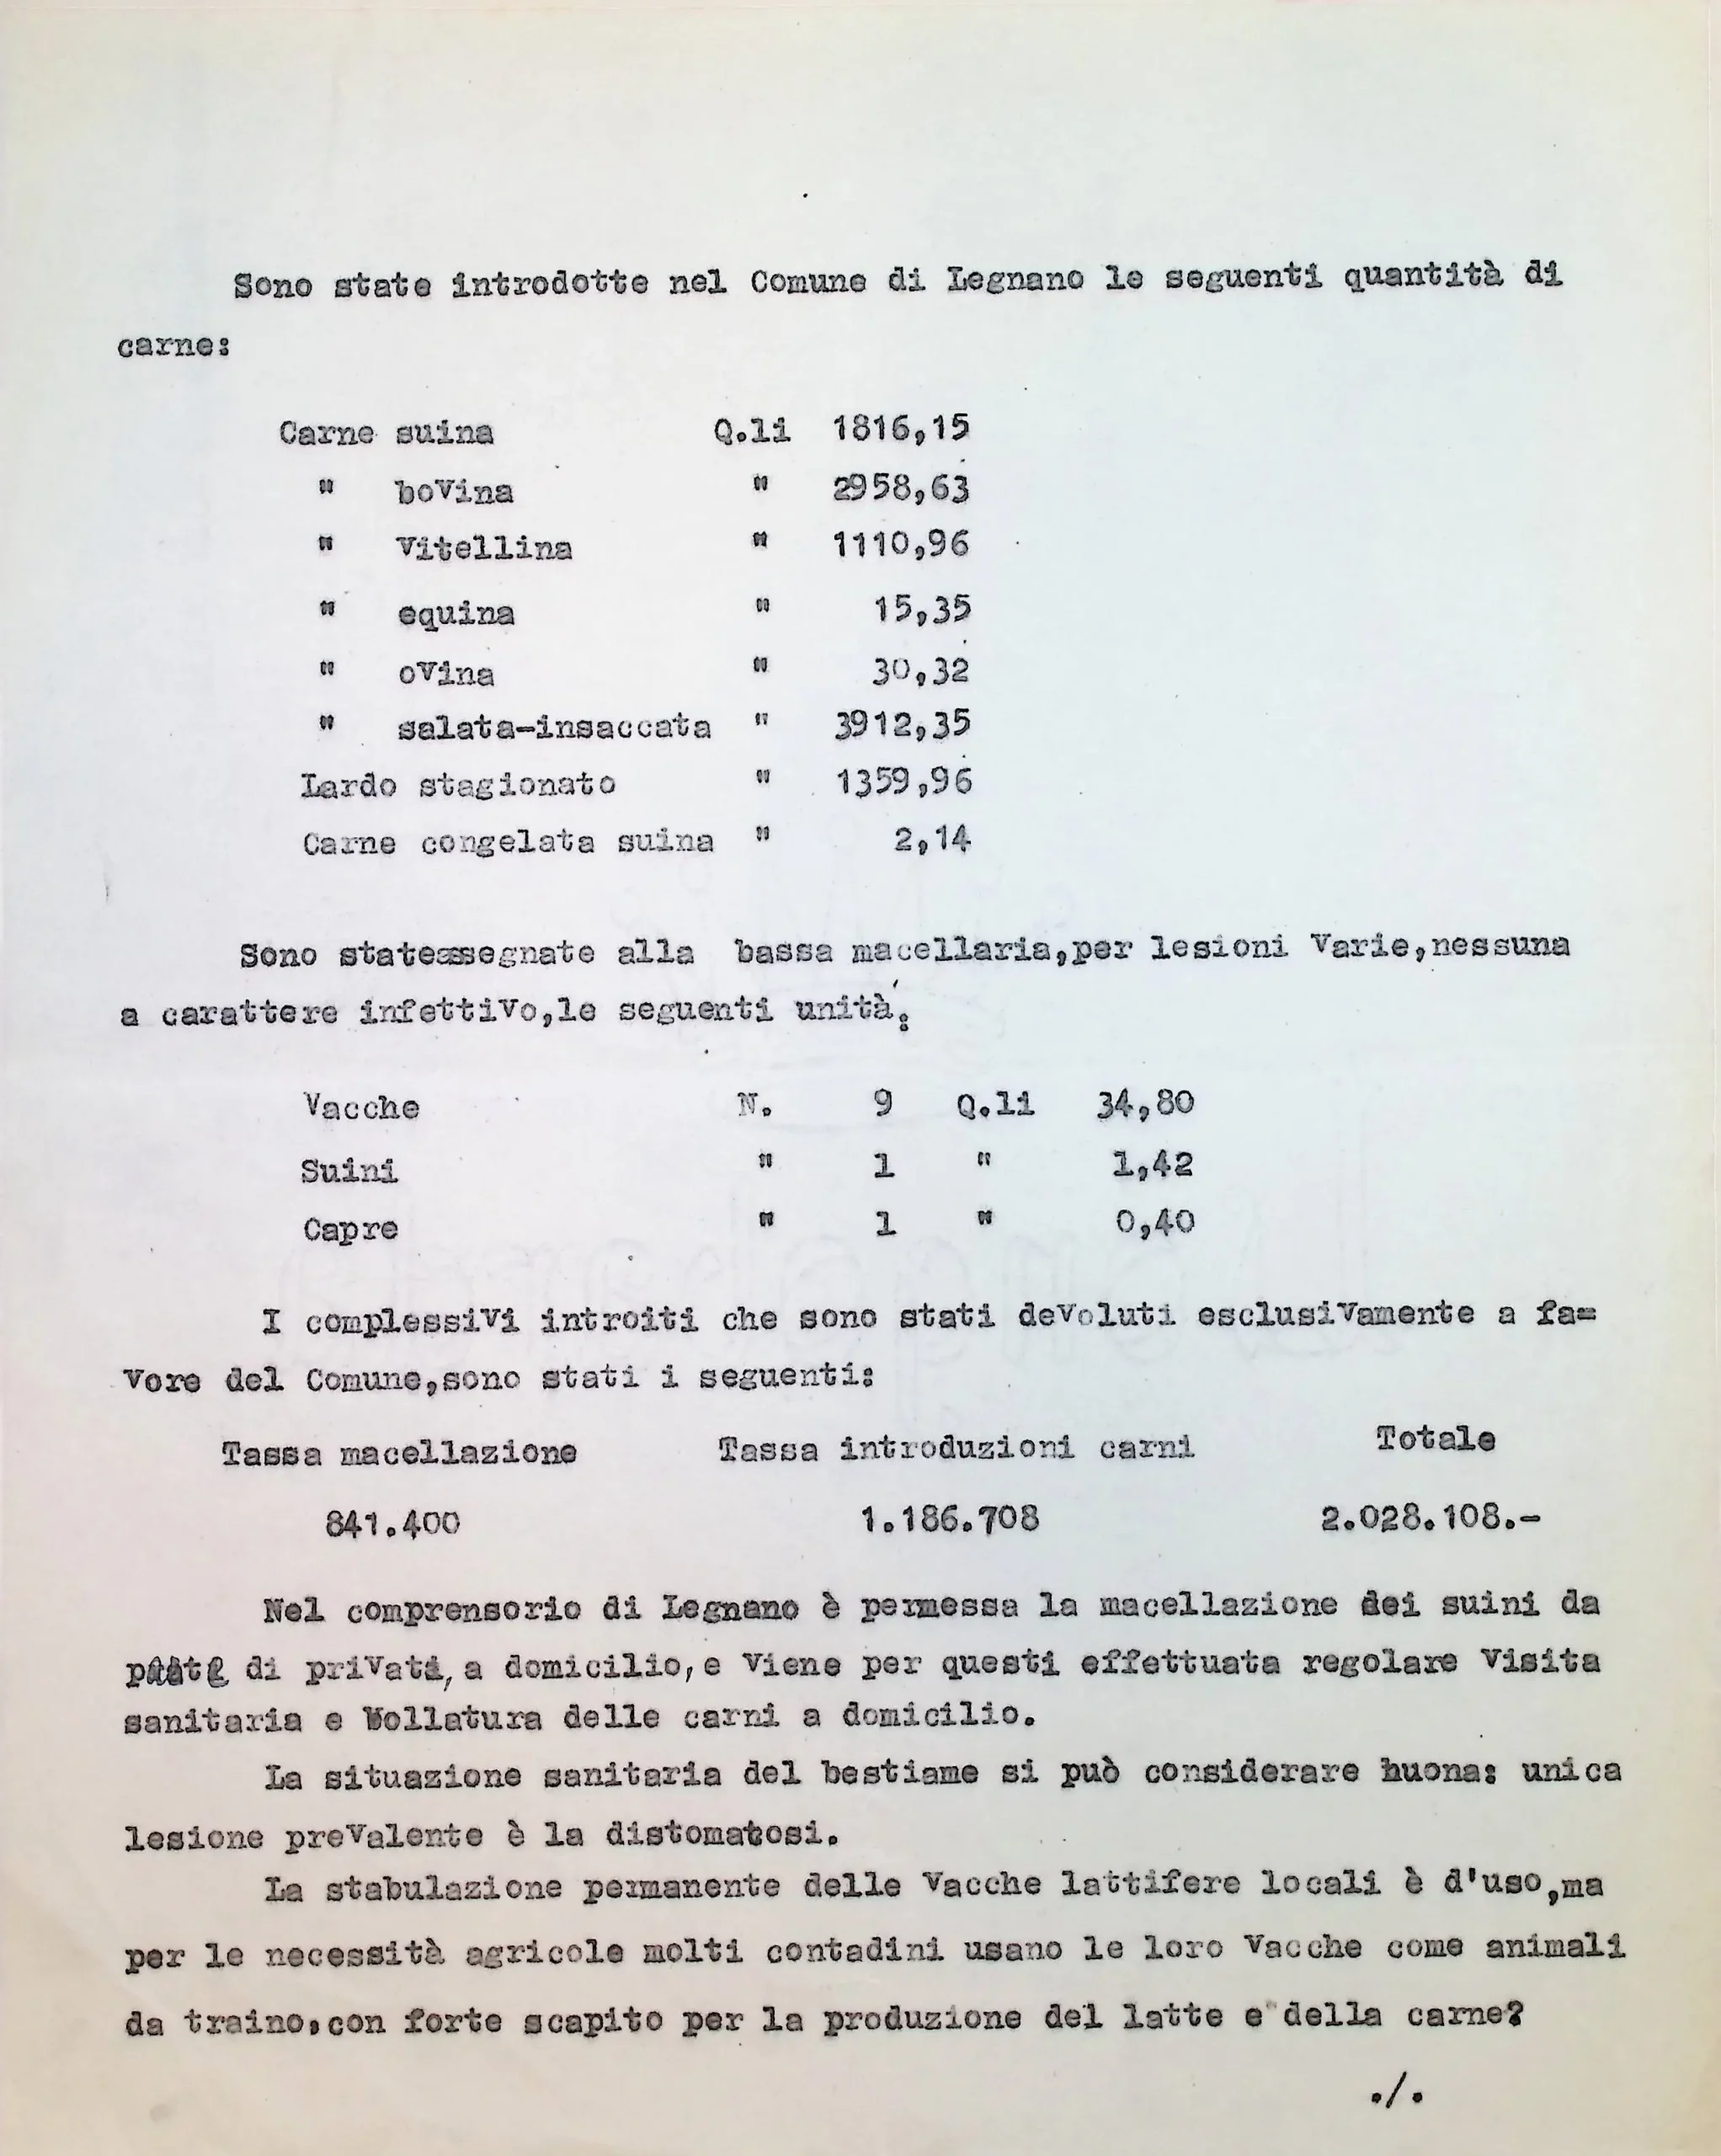 Sono state introdotte nel Comune di Legnano le seguenti quantità di
carne:
Carne suina Q.li 1816,15
" boVina " 2958,63
" Vitellina " 1110,96
" equina " 15,35
" oVina " 30,32
" salata-insaccata " 3912,35
Lardo stagionato " 1359,96
Carne congelata suina " 2,14
Sono stateassegnate alla bassa macellaria,per lesioni Varie,nessuna
a carattere infettiVo,le seguenti unità:
Vacche N. 9 Q.li 34,80
Suini " 1 " 1,42
Capre " 1 " 0,40
I complessiVi introiti che sono stati deVoluti esclusiVamente a fa=
Vore del Comune,sono stati i seguenti:
Tassa macellazione Tassa introduzioni carni Totale
841.400 1.186.708 2.028.108.-
Nel comprensorio di Legnano è permessa la macellazione dei suini da
di priVati, a domicilio, e Viene per questi effettuata regolare Visita
sanitaria e bollatura delle carni a domicilio.
La situazione sanitaria del bestiame si può considerare buona: unica
lesione preValente è la distomatosi.
La stabulazione permanente delle Vacche lattifere locali è d'uso,ma
per le necessità agricole molti contadini usano le loro Vacche come animali
da traino,con forte scapito per la produzione del latte e della carne?
./.